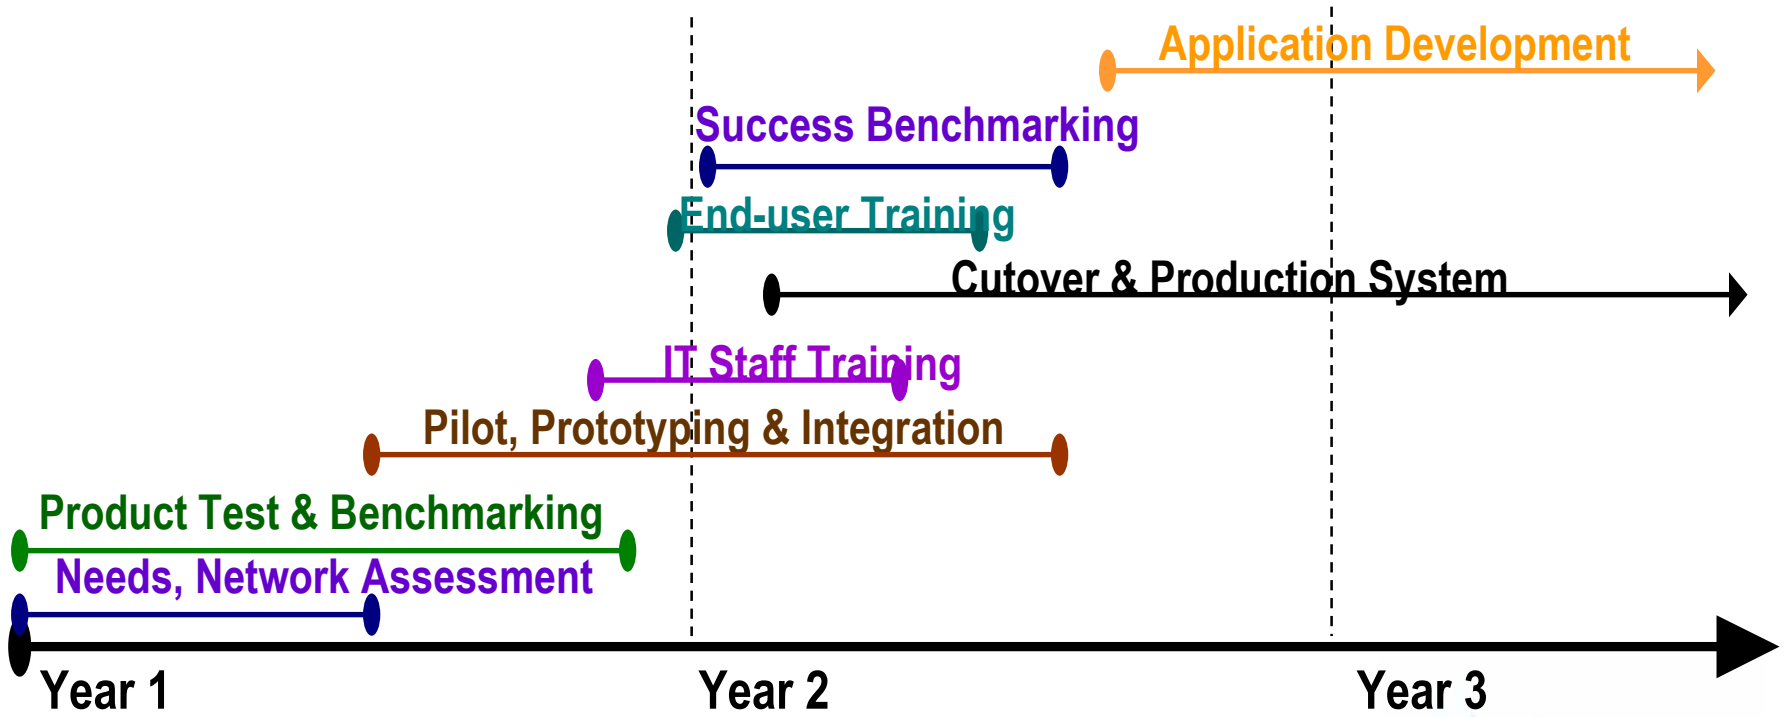 Application Development
Success Benchmarking
End-user Training
Cutover & Production System
IT Staff Training
Pilot, Prototyping & Integration
Product Test & Benchmarking
Needs, Network Assessment
Year 1
Year 2
Year 3